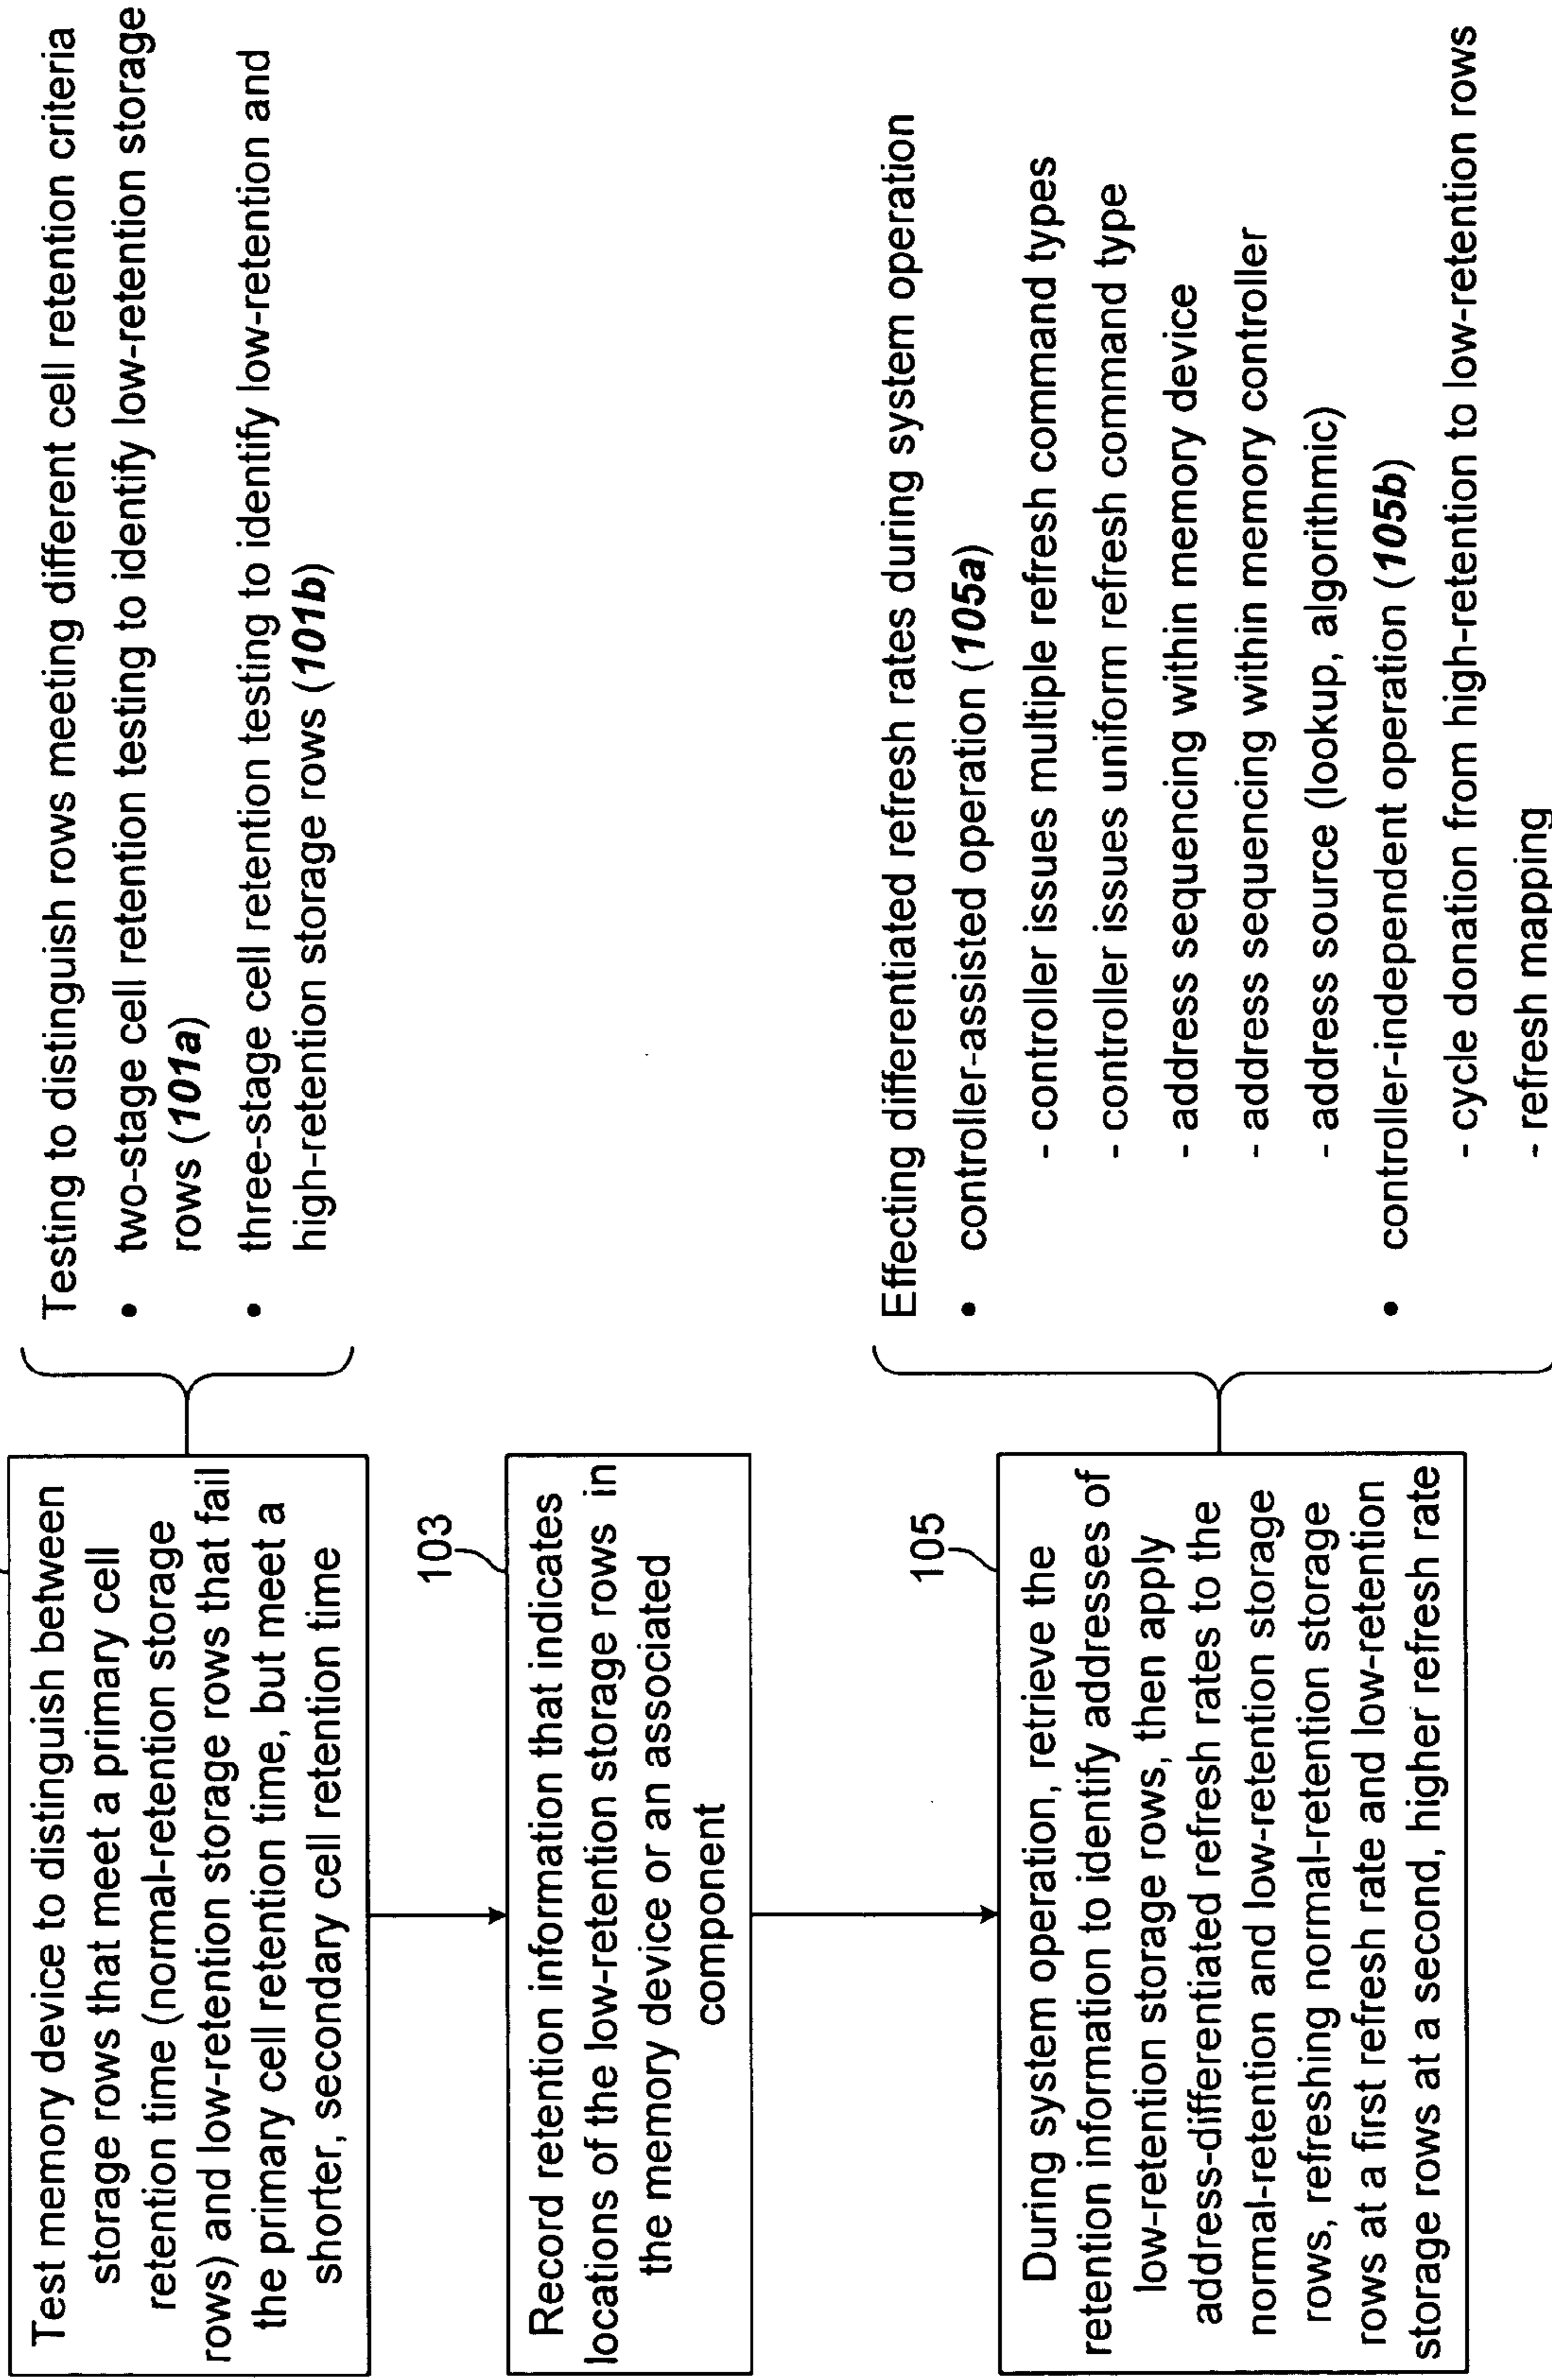 Test memory device to distinguish between
storage rows that meet a primary cell
retention time (normal-retention storage
rows) and low-retention storage rows that fail
the primary cell retention time, but meet a
shorter, secondary cell retention time
Testing to distinguish rows meeting different cell retention criteria
• two-stage cell retention testing to identify low-retention storage
rows (101a)
• three-stage cell retention testing to identify low-retention and
high-retention storage rows (101b)
103
Record retention information that indicates
locations of the low-retention storage rows in
the memory device or an associated
component
105
During system operation, retrieve the
retention information to identify addresses of
low-retention storage rows, then apply
address-differentiated refresh rates to the
normal-retention and low-retention storage
rows, refreshing normal-retention storage
rows at a first refresh rate and low-retention
storage rows at a second, higher refresh rate
Effecting differentiated refresh rates during system operation
• controller-assisted operation (105a)
- controller issues multiple refresh command types
- controller issues uniform refresh command type
- address sequencing within memory device
- address sequencing within memory controller
- address source (lookup, algorithmic)
• controller-independent operation (105b)
- cycle donation from high-retention to low-retention rows
- refresh mapping